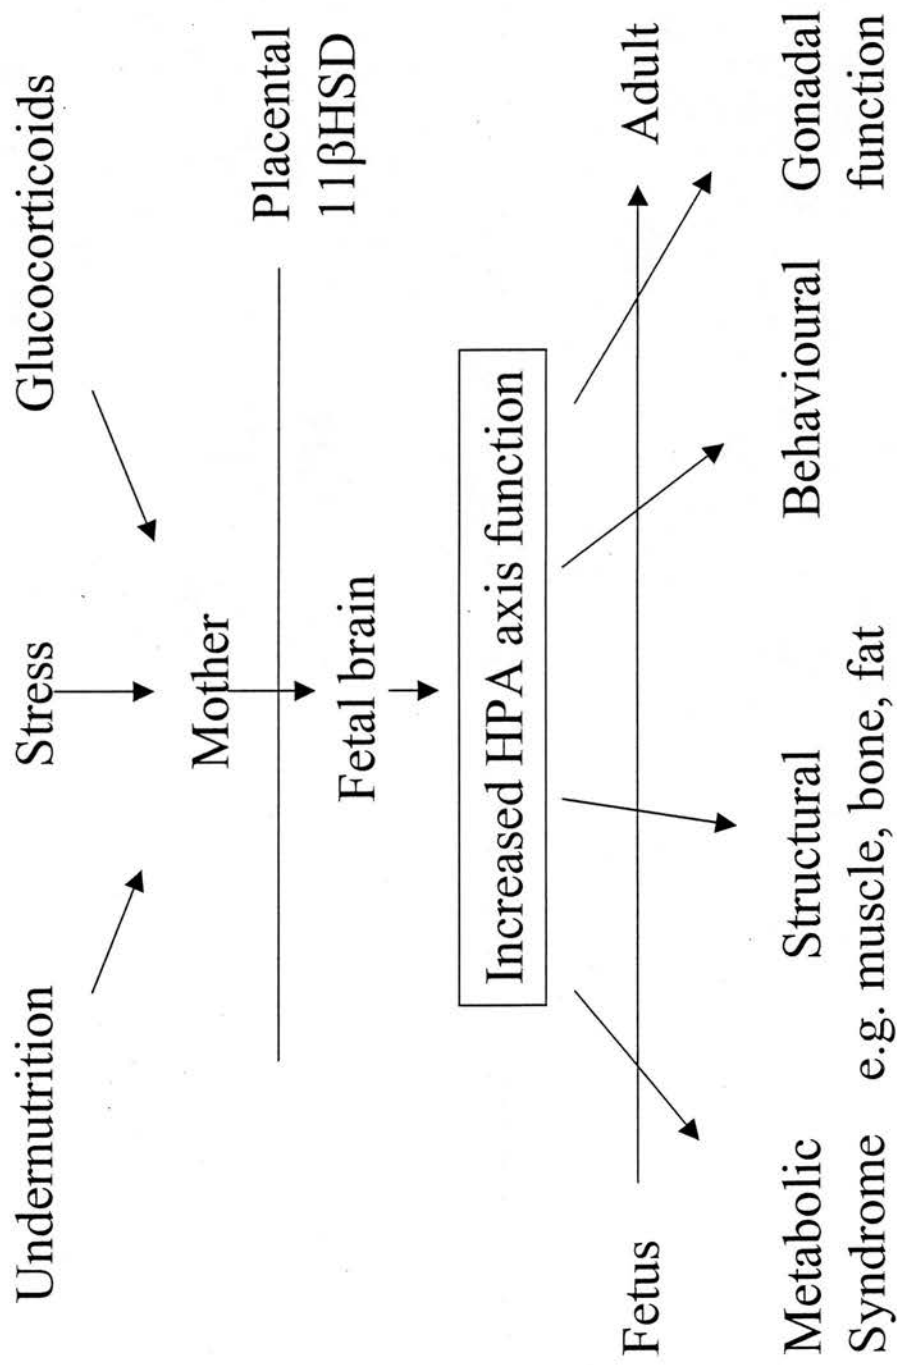 Undernutrition
Stress
Glucocorticoids
Mother
Placental
11βHSD
Fetal brain
Increased HPA axis function
Fetus
Adult
Metabolic
Syndrome
Structural
e.g. muscle, bone, fat
Behavioural
Gonadal
function